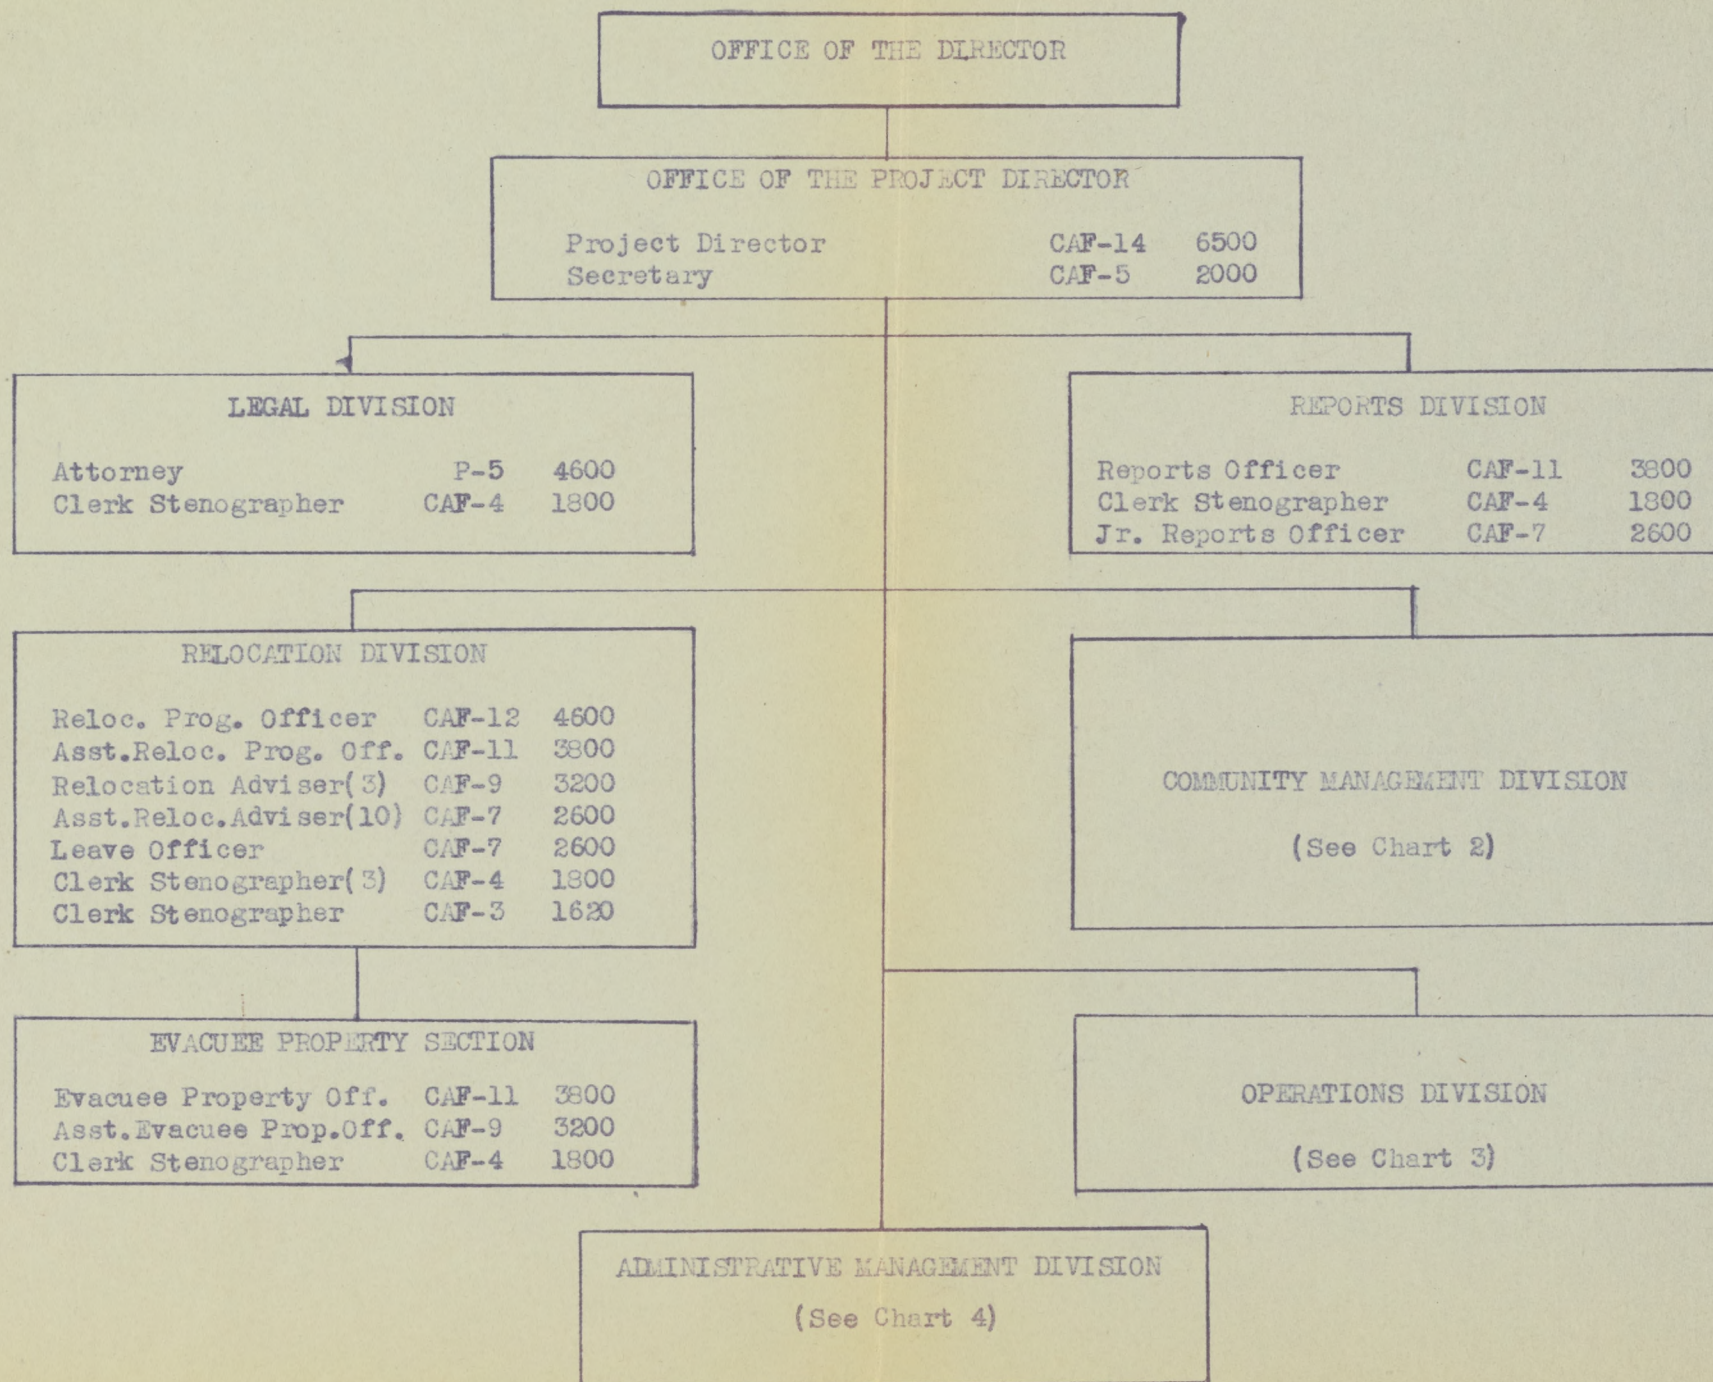 OFFICE OF THE DIRECTOR
OFFICE OF THE PROJECT DIRECTOR
Project Director CAF-14 6500
Secretary CAF-5 2000
LEGAL DIVISION
Attorney P-5 4600
Clerk Stenographer CAF-4 1800
REPORTS DIVISION
Reports Officer CAF-11 3800
Clerk Stenographer CAF-4 1800
Jr. Reports Officer CAF-7 2600
RELOCATION DIVISION
Reloc. Prog. Officer CAF-12 4600
Asst.Reloc. Prog. Off. CAF-11 3800
Relocation Adviser(3) CAF-9 3200
Asst.Reloc.Adviser(10) CAF-7 2600
Leave Officer CAF-7 2600
Clerk Stenographer(3) CAF-4 1800
Clerk Stenographer CAF-3 1620
COMMUNITY MANAGEMENT DIVISION
(See Chart 2)
EVACUEE PROPERTY SECTION
Evacuee Property Off. CAF-11 3800
Asst.Evacuee Prop.Off. CAF-9 3200
Clerk Stenographer CAF-4 1800
OPERATIONS DIVISION
(See Chart 3)
ADMINISTRATIVE MANAGEMENT DIVISION
(See Chart 4)